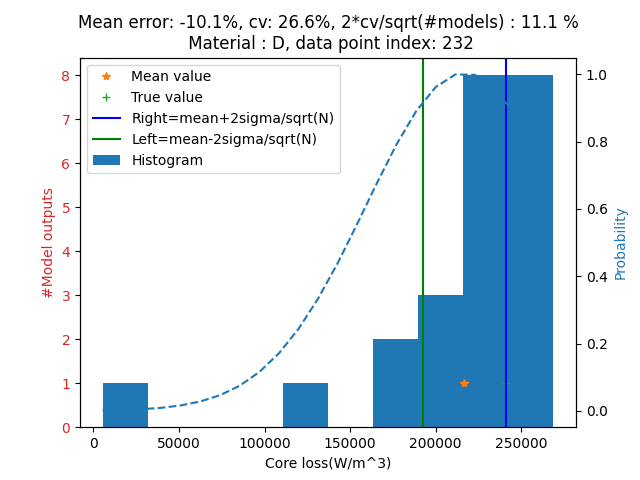 Mean error: -10.1%, cv: 26.6%, 2*cv/sqrt(#models) : 11.1 %
Material : D, data point index: 232
Mean value
True value
Right=mean+2sigma/sqrt(N)
Left=mean-2sigma/sqrt(N)
Histogram
8
7
6
5
4
3
2
1
0
#Model outputs
1.0
0.8
0.6
0.4
0.2
0.0
Probability
0
50000
100000
150000
200000
250000
Core loss(W/m^3)